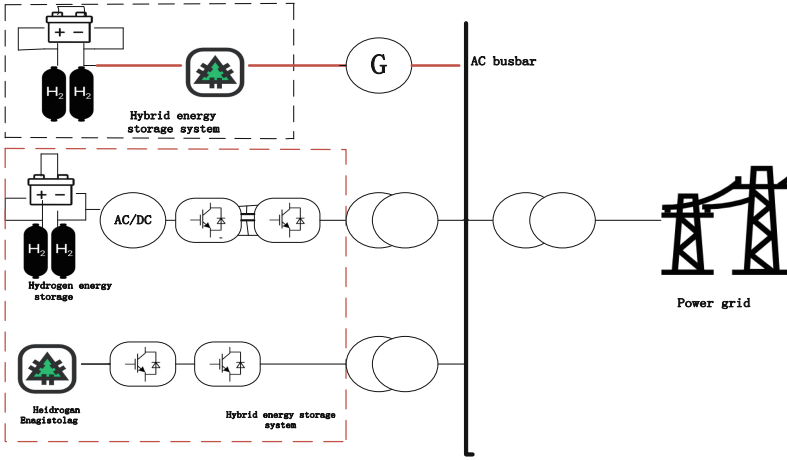 + −
H2 H2
G
AC busbar
Hybrid energy
storage system
+ −
AC/DC
H2 H2
Hydrogen energy
storage
Power grid
Heidrogan
Enagistolag
Hybrid energy storage
system